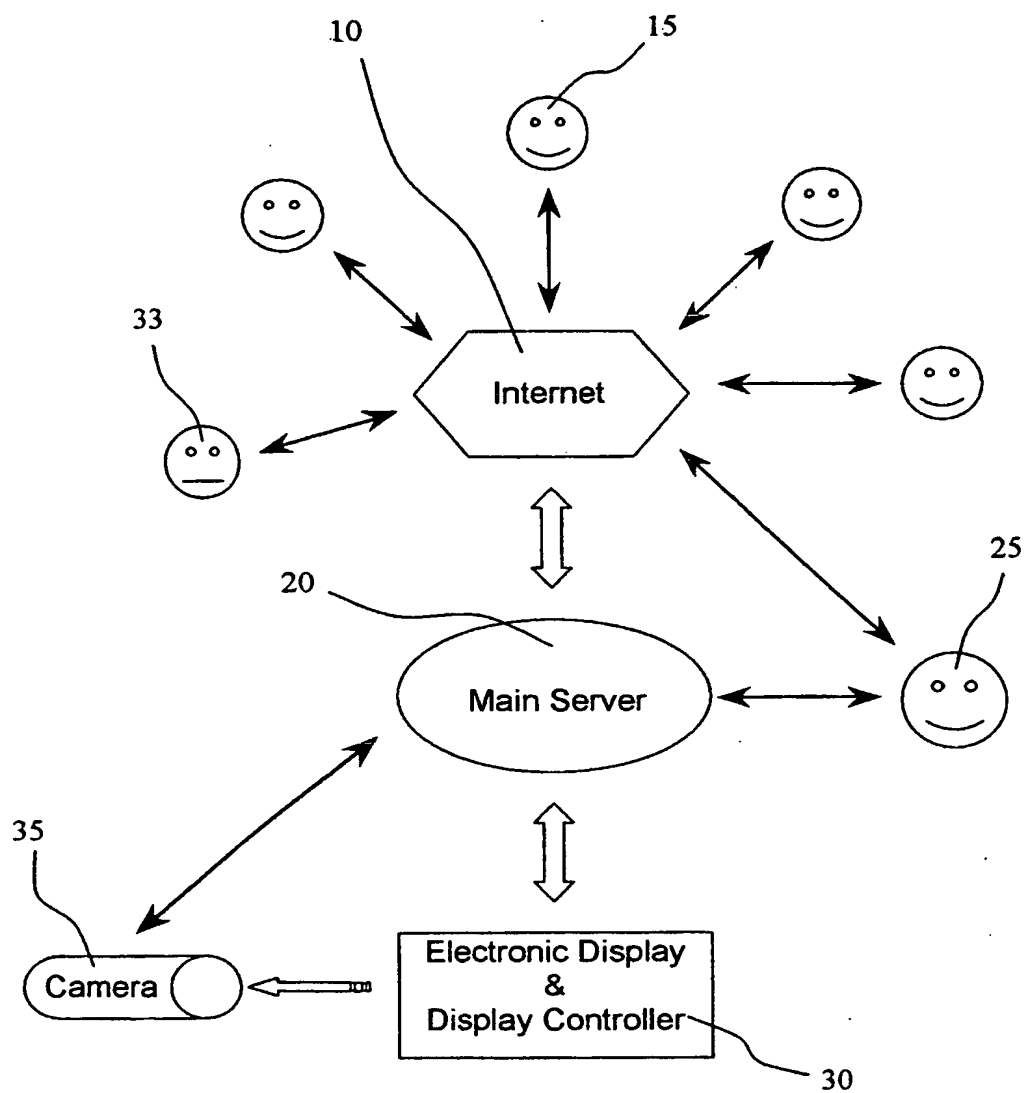 10
15
33
Internet
25
20
Main Server
35
Electronic Display
&
Display Controller
Camera
30